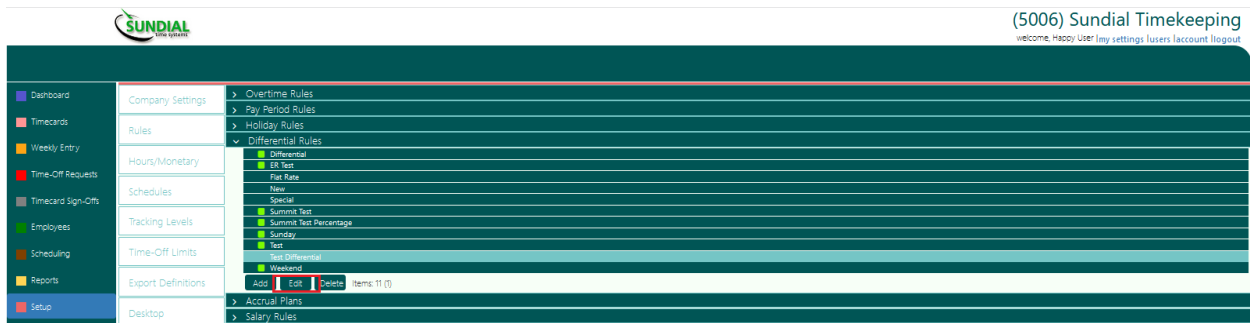 SUNDIAL
time systems
(5006) Sundial Timekeeping
welcome, Happy User |my settings |users |account |logout
Dashboard
Timecards
Weekly Entry
Time-Off Requests
Timecard Sign-Offs
Employees
Scheduling
Reports
Setup
Company Settings
Rules
Hours/Monetary
Schedules
Tracking Levels
Time-Off Limits
Export Definitions
Desktop
> Overtime Rules
> Pay Period Rules
> Holiday Rules
Differential Rules
Differential
ER Test
Flat Rate
New
Special
Summit Test
Summit Test Percentage
Sunday
Test
Test Differential
Weekend
Add Edit Delete Items: 11 (1)
> Accrual Plans
> Salary Rules